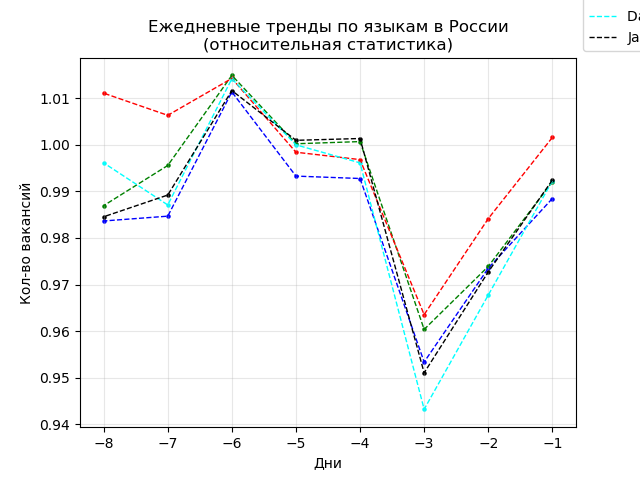 Ежедневные тренды по языкам в России
(относительная статистика)
Кол-во вакансий
1.01
1.00
0.99
0.98
0.97
0.96
0.95
0.94
−8 −7 −6 −5 −4 −3 −2 −1
Дни